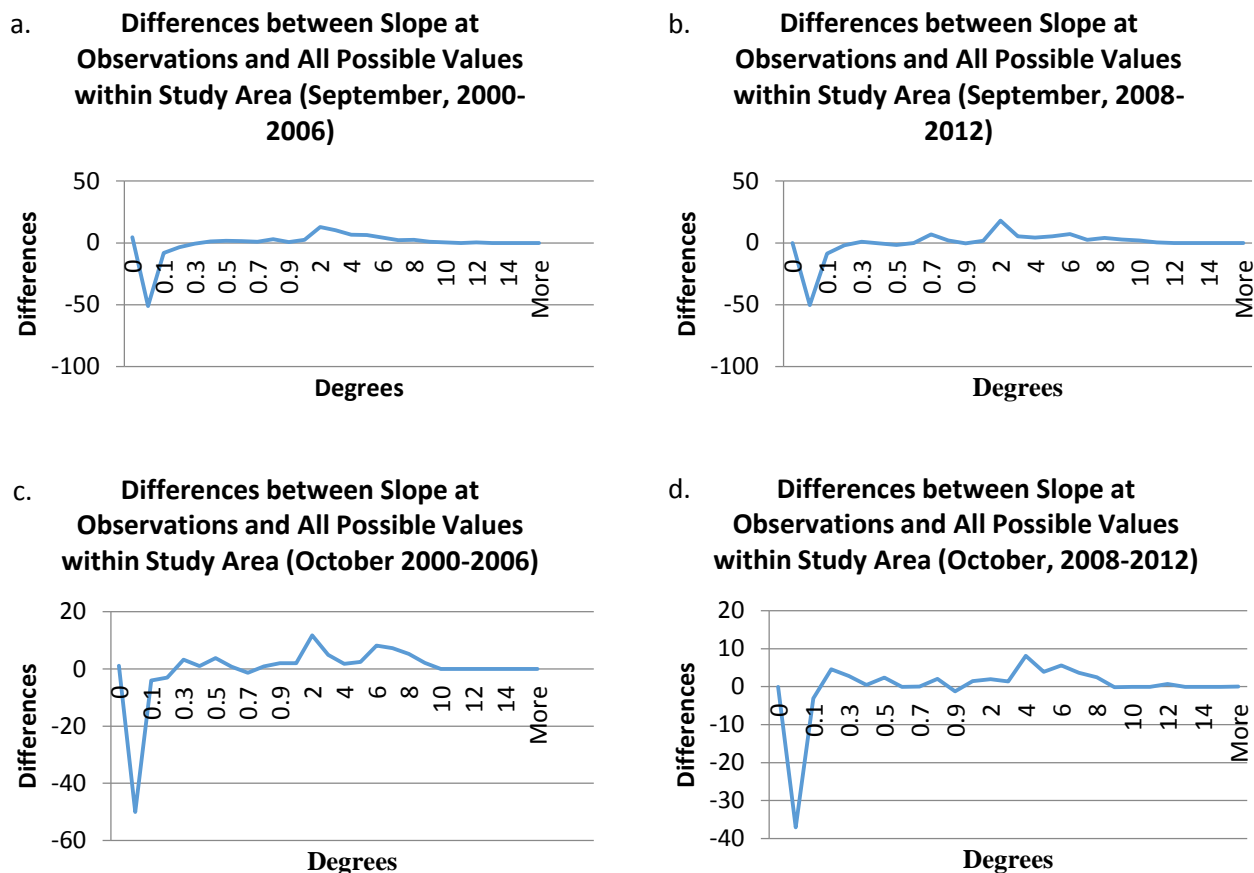 a.
Differences between Slope at
Observations and All Possible Values
within Study Area (September, 2000-
2006)
50
0
-50
-100
Differences
0
0.1
0.3
0.5
0.7
0.9
2
4
6
8
10
12
14
More
Degrees
b.
Differences between Slope at
Observations and All Possible Values
within Study Area (September, 2008-
2012)
50
0
-50
-100
Differences
0
0.1
0.3
0.5
0.7
0.9
2
4
6
8
10
12
14
More
Degrees
c.
Differences between Slope at
Observations and All Possible Values
within Study Area (October 2000-2006)
20
0
-20
-40
-60
Differences
0
0.1
0.3
0.5
0.7
0.9
2
4
6
8
10
12
14
More
Degrees
d.
Differences between Slope at
Observations and All Possible Values
within Study Area (October, 2008-2012)
20
10
0
-10
-20
-30
-40
Differences
0
0.1
0.3
0.5
0.7
0.9
2
4
6
8
10
12
14
More
Degrees